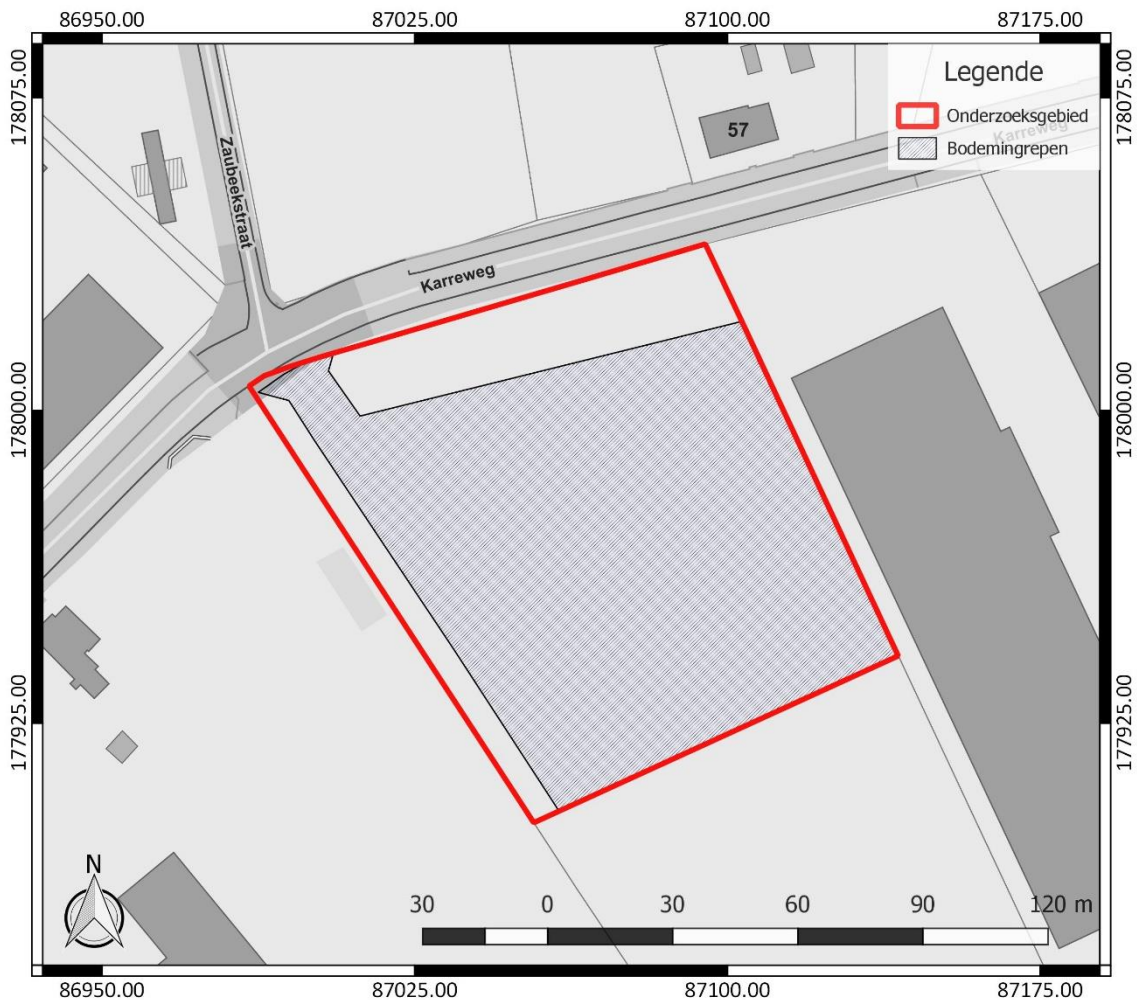 86950.00 87025.00 87100.00 87175.00
178075.00
178075.00
Legende
Onderzoeksgebied
Bodemingrepen
57
Karreweg
Zaubeekstraat
Karreweg
178000.00
178000.00
177925.00
177925.00
N
30 0 30 60 90 120 m
86950.00 87025.00 87100.00 87175.00